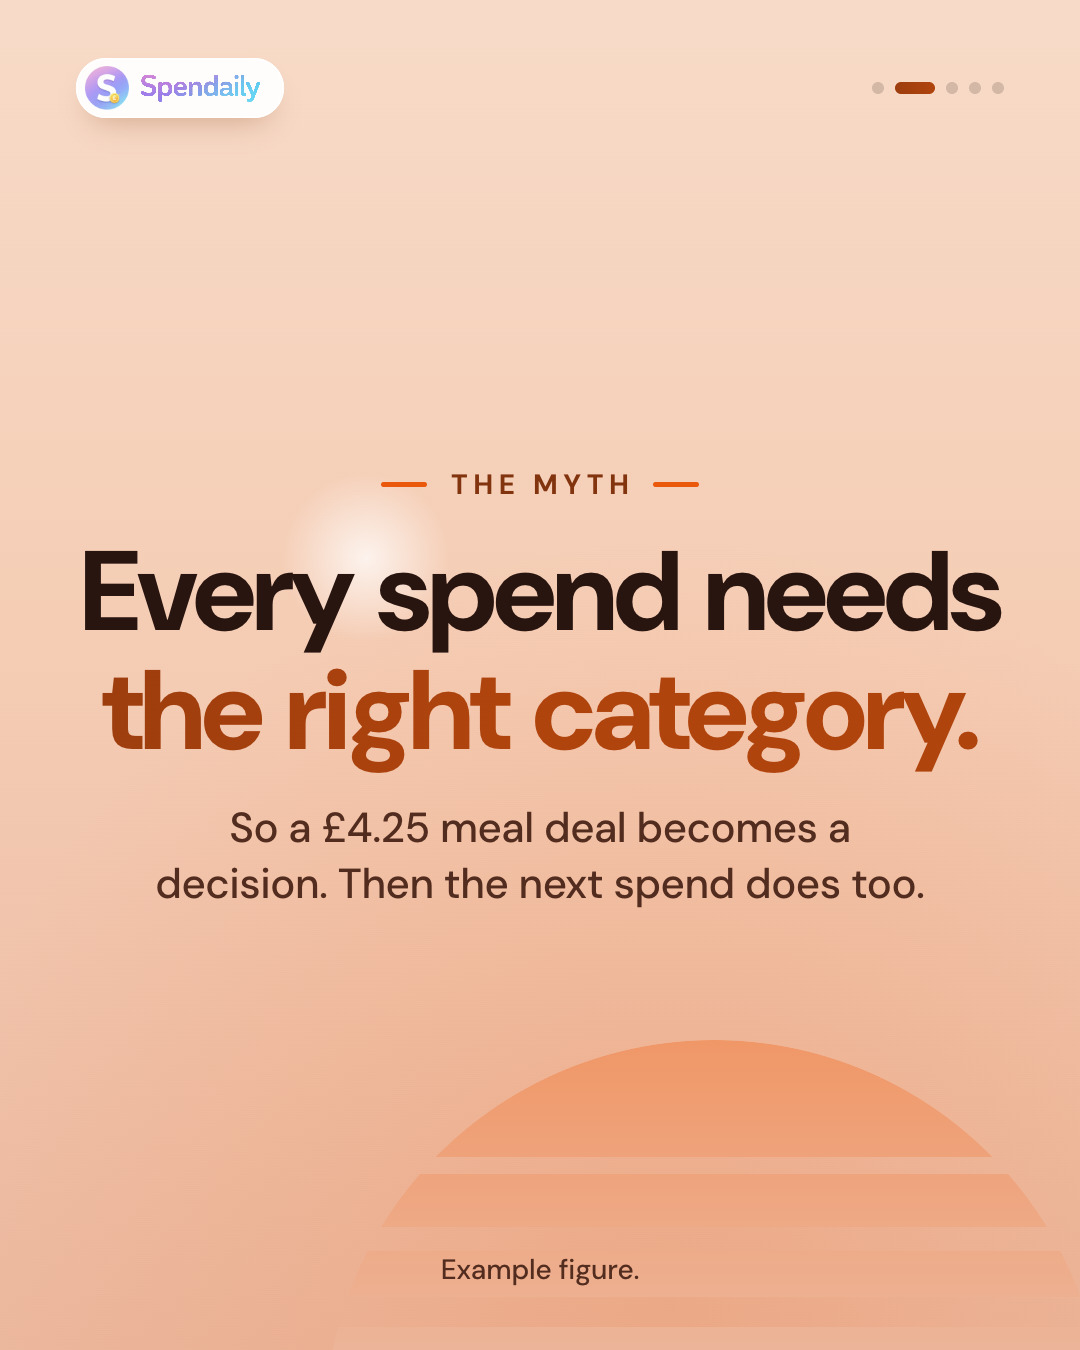 Spendaily
THE MYTH
Every spend needs
the right category.
So a £4.25 meal deal becomes a
decision. Then the next spend does too.
Example figure.